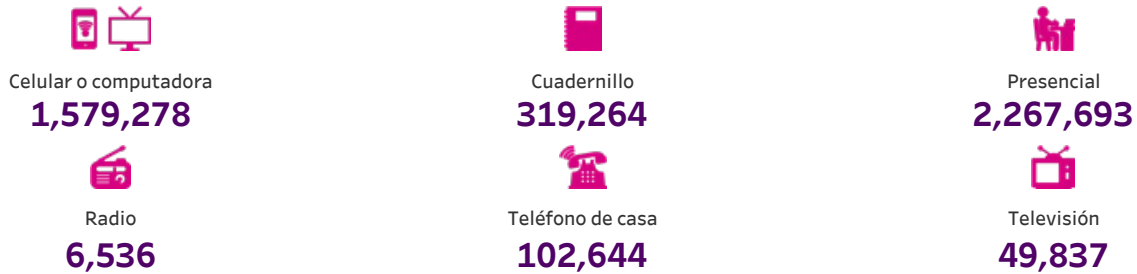 Celular o computadora
1,579,278
Cuadernillo
319,264
Presencial
2,267,693
Radio
6,536
Teléfono de casa
102,644
Televisión
49,837